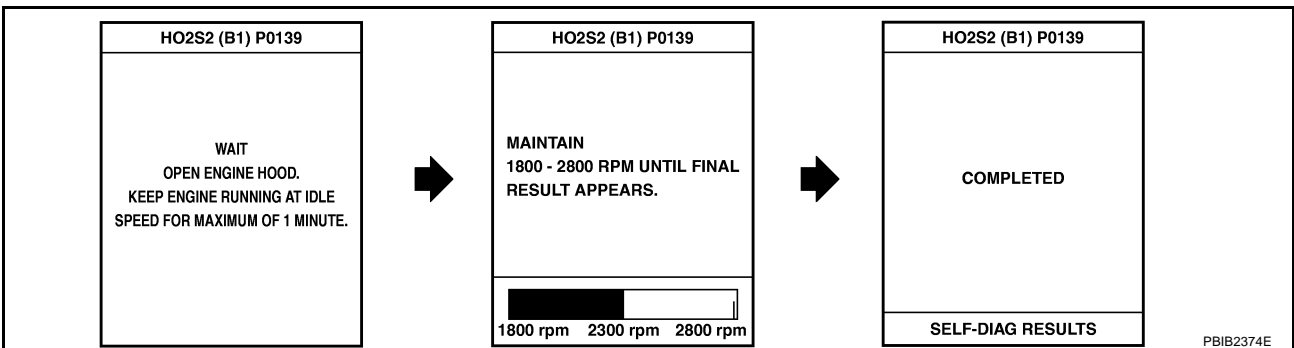 HO2S2 (B1) P0139
WAIT
OPEN ENGINE HOOD.
KEEP ENGINE RUNNING AT IDLE
SPEED FOR MAXIMUM OF 1 MINUTE.
HO2S2 (B1) P0139
MAINTAIN
1800 - 2800 RPM UNTIL FINAL
RESULT APPEARS.
1800 rpm 2300 rpm 2800 rpm
HO2S2 (B1) P0139
COMPLETED
SELF-DIAG RESULTS
PBIB2374E